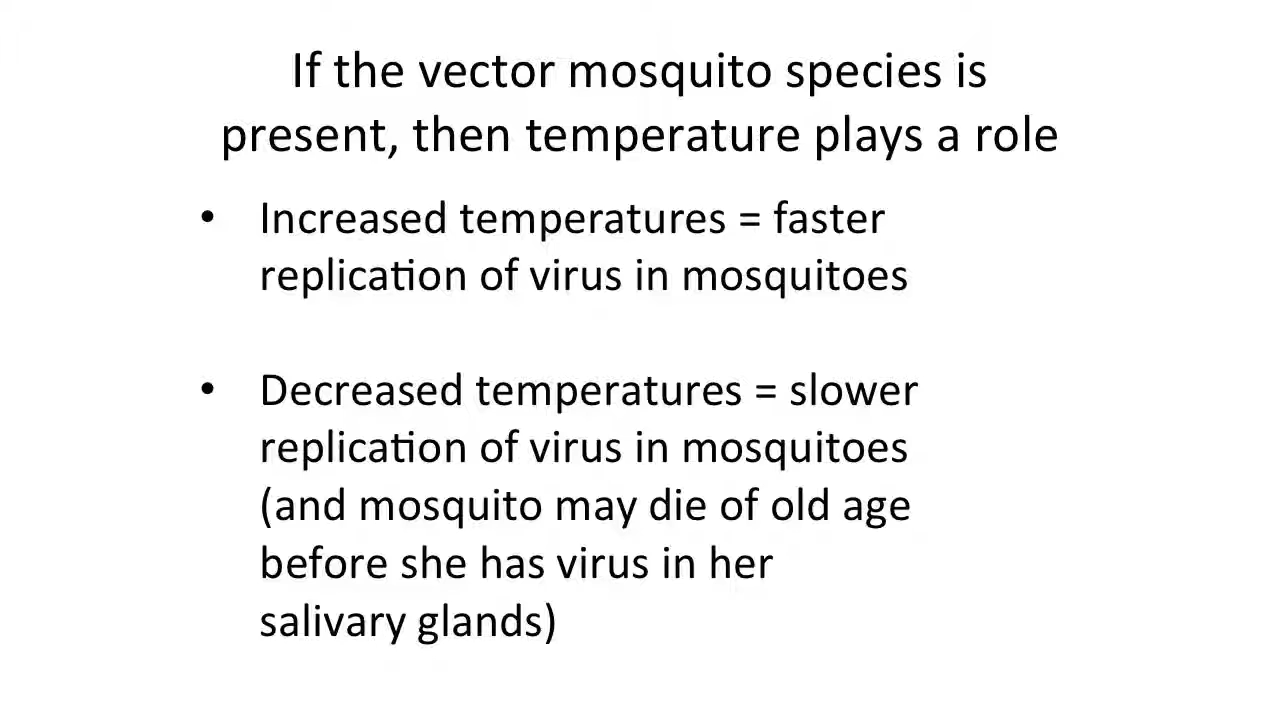 If the vector mosquito species is
present, then temperature plays a role
• Increased temperatures = faster
replication of virus in mosquitoes
• Decreased temperatures = slower
replication of virus in mosquitoes
(and mosquito may die of old age
before she has virus in her
salivary glands)